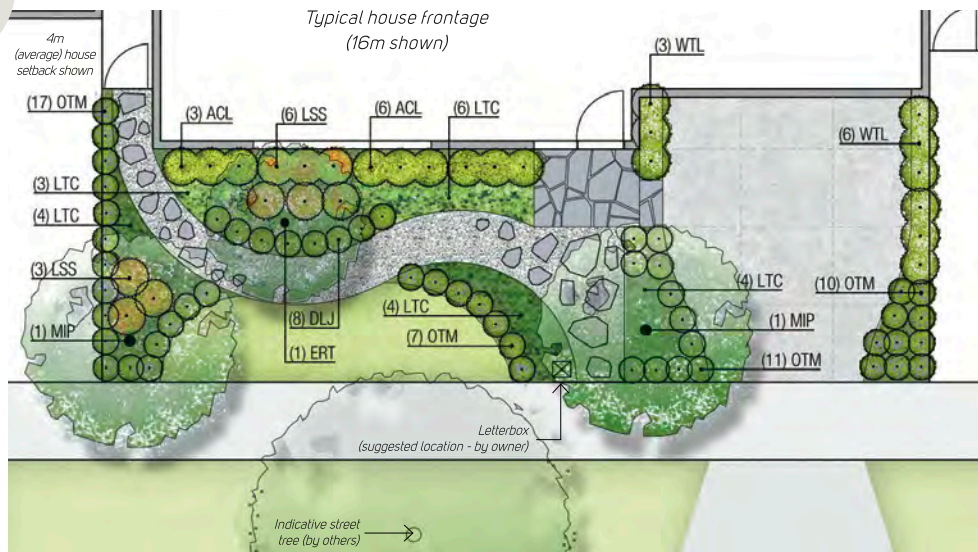 Typical house frontage
(16m shown)
4m
(average) house
setback shown
(3) WTL
(17) OTM
(3) ACL
(6) LSS
(6) ACL
(6) LTC
(6) WTL
(3) LTC
(4) LTC
(3) LSS
(4) LTC
(10) OTM
(4) LTC
(8) DLJ
(1) MIP
(1) MIP
(7) OTM
(1) ERT
(11) OTM
Letterbox
(suggested location - by owner)
Indicative street
tree (by others)